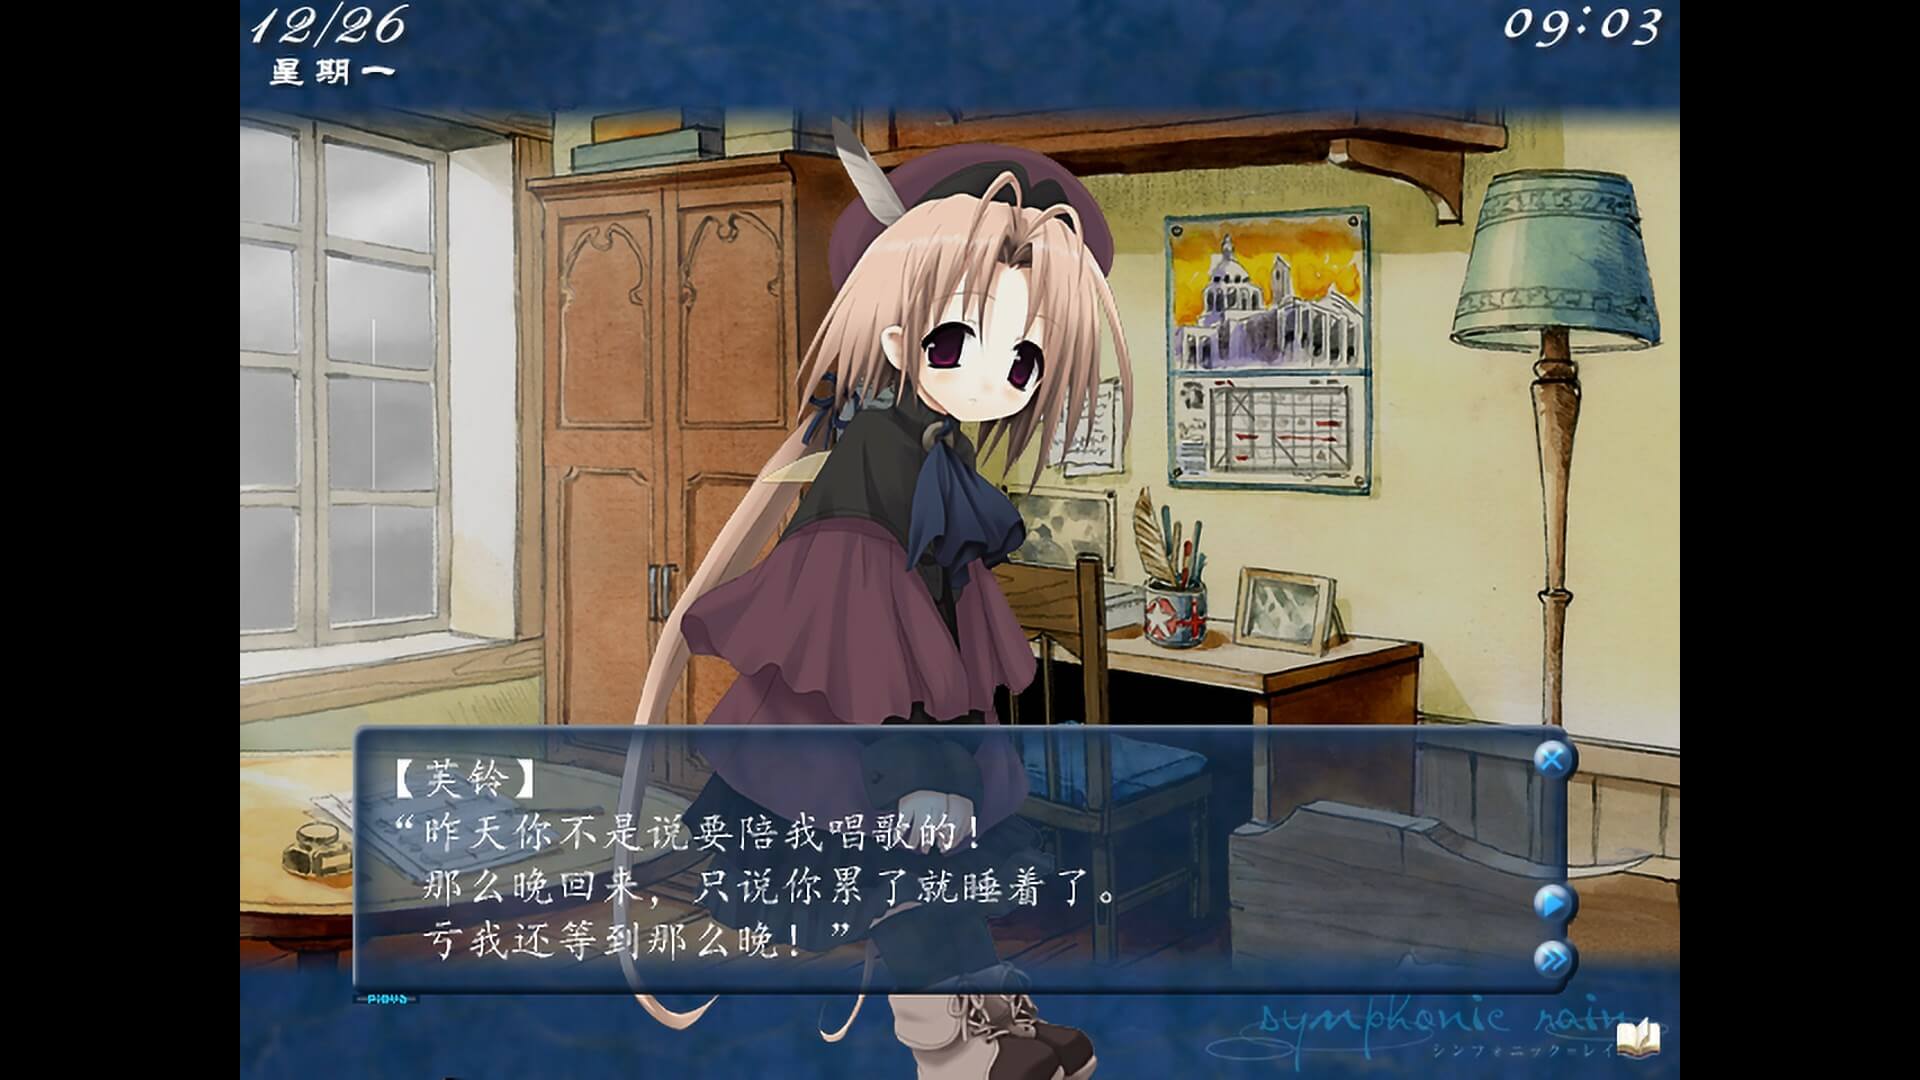 12/26
星期一
09:03
【芙铃】
“昨天你不是说要陪我唱歌的！
那么晚回来，只说你累了就睡着了。
亏我还等到那么晚！”
symphonic rain
シンフォニック＝レイ